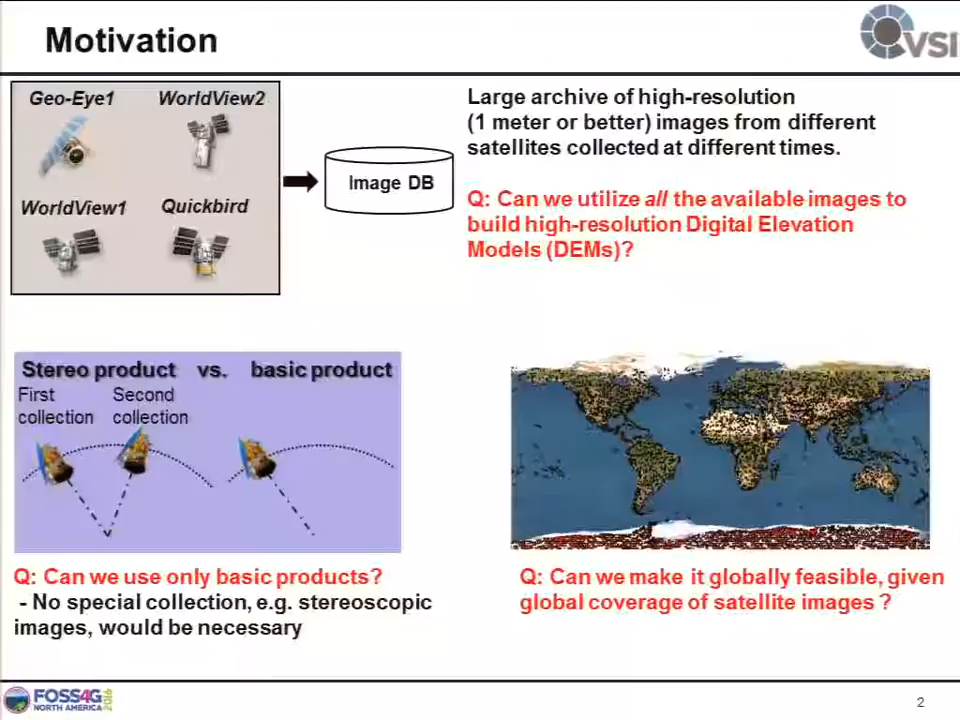 Motivation
VSI
Geo-Eye1
WorldView2
WorldView1
Quickbird
Image DB
Large archive of high-resolution
(1 meter or better) images from different
satellites collected at different times.
Q: Can we utilize all the available images to
build high-resolution Digital Elevation
Models (DEMs)?
Stereo product vs. basic product
First
collection
Second
collection
Q: Can we use only basic products?
- No special collection, e.g. stereoscopic
images, would be necessary
Q: Can we make it globally feasible, given
global coverage of satellite images ?
FOSS4G
NORTH AMERICA
2016
2